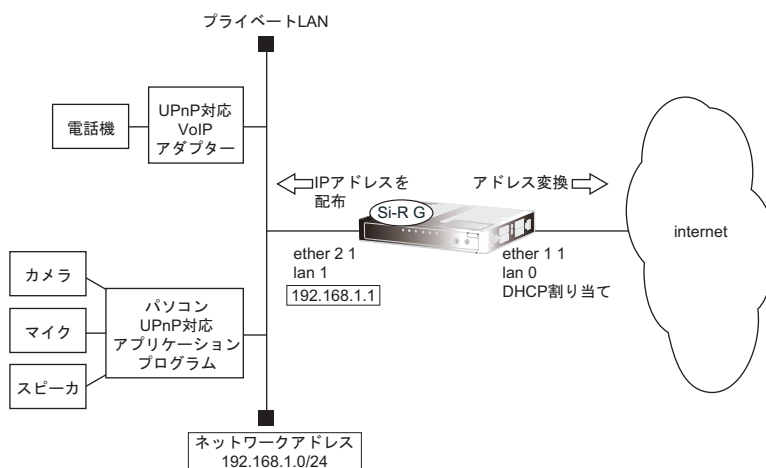 プライベートLAN
電話機
UPnP対応
VoIP
アダプター
IPアドレスを
配布
アドレス変換
Si-R G
internet
ether 2 1
lan 1
192.168.1.1
ether 1 1
lan 0
DHCP割り当て
カメラ
マイク
スピーカ
パソコン
UPnP対応
アプリケーション
プログラム
ネットワークアドレス
192.168.1.0/24